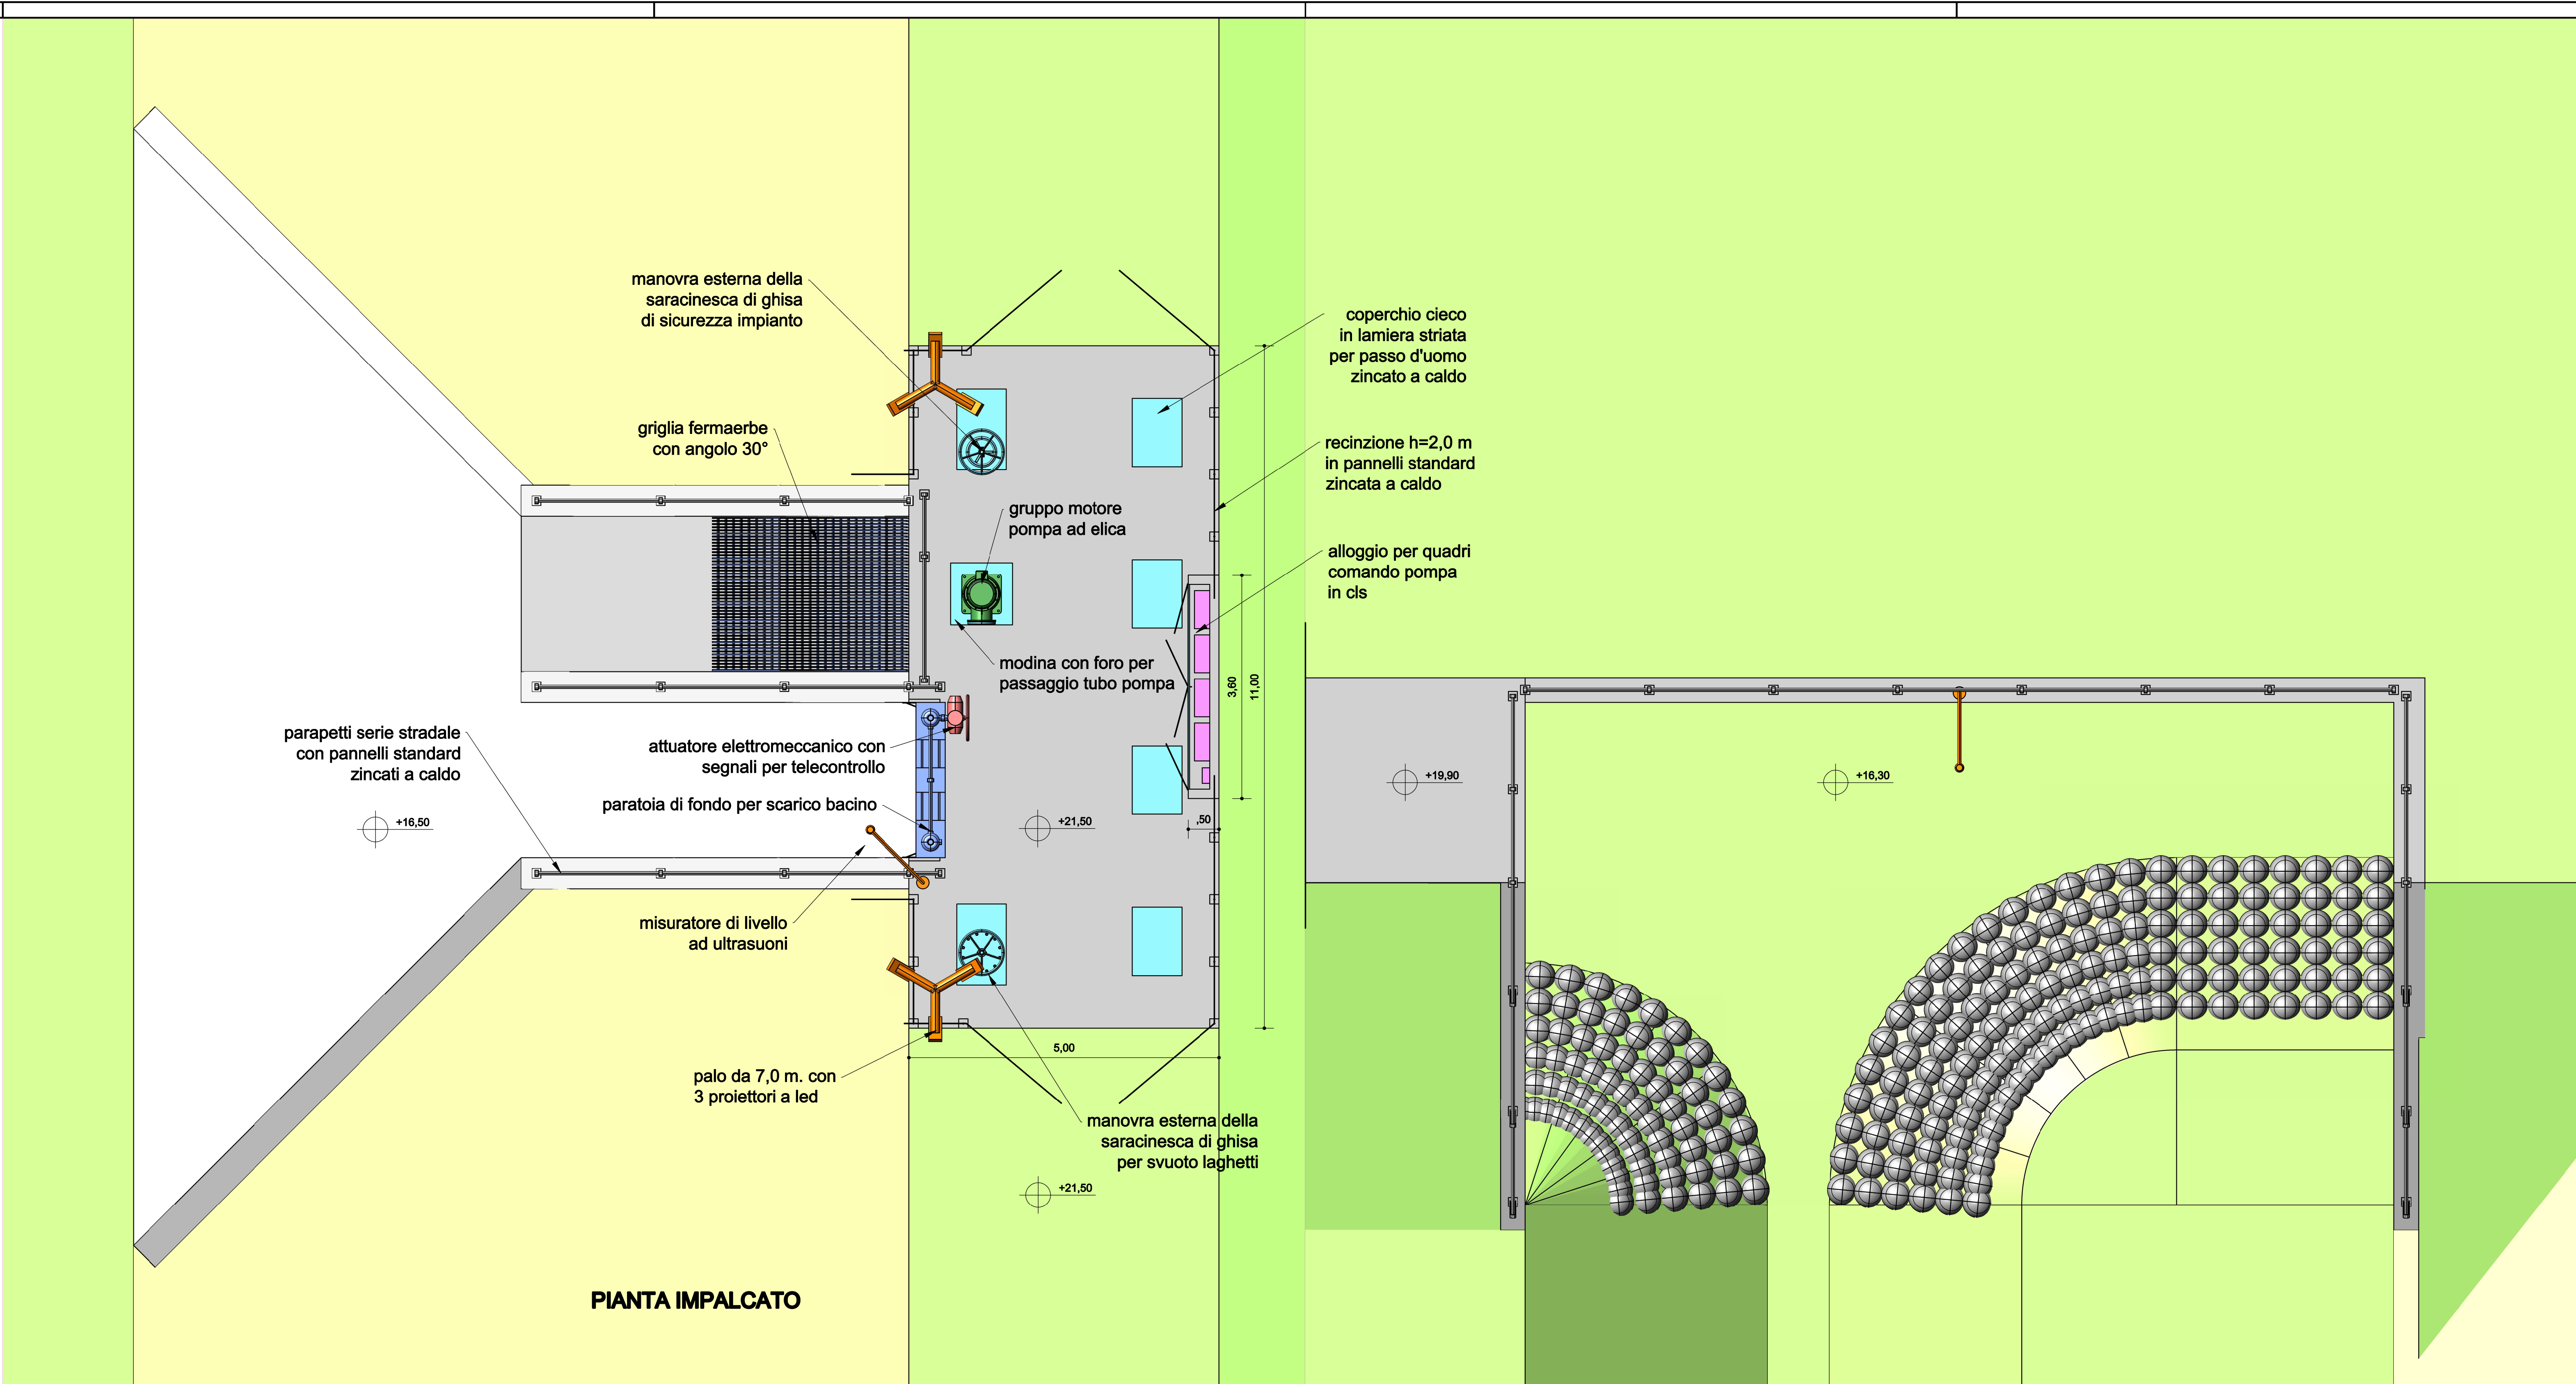 manovra esterna della
saracinesca di ghisa
di sicurezza impianto
coperchio cieco
in lamiera striata
per passo d'uomo
zincato a caldo
griglia fermaerbe
con angolo 30°
recinzione h=2,0 m
in pannelli standard
zincata a caldo
gruppo motore
pompa ad elica
alloggio per quadri
comando pompa
in cls
modina con foro per
passaggio tubo pompa
3,60
11,00
parapetti serie stradale
con pannelli standard
zincati a caldo
attuatore elettromeccanico con
segnali per telecontrollo
paratoia di fondo per scarico bacino
+19,90
+16,30
+16,50
+21,50
,50
misuratore di livello
ad ultrasuoni
5,00
palo da 7,0 m. con
3 proiettori a led
manovra esterna della
saracinesca di ghisa
per svuoto laghetti
+21,50
PIANTA IMPALCATO